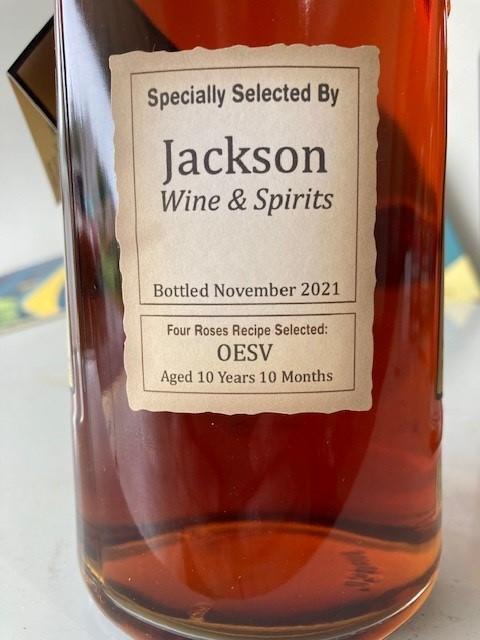 Specially Selected By
Jackson
Wine & Spirits
Bottled November 2021
Four Roses Recipe Selected:
OESV
Aged 10 Years 10 Months